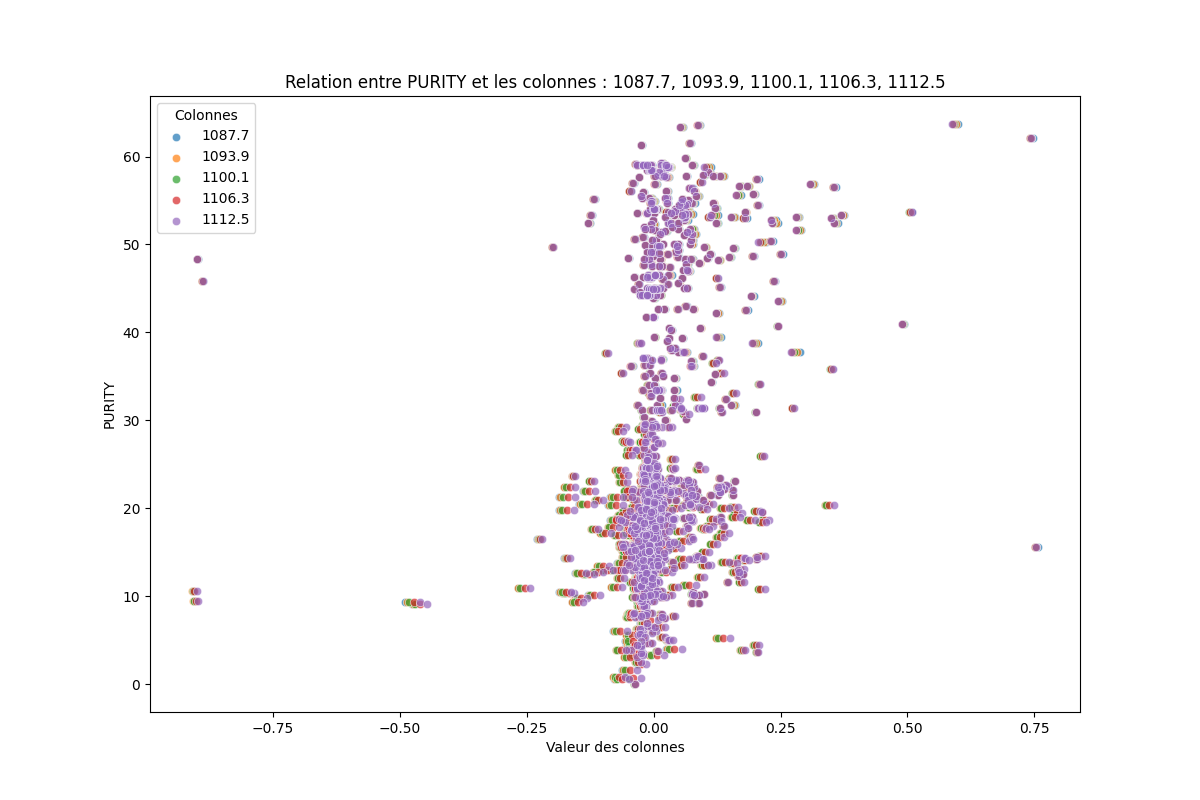 Relation entre PURITY et les colonnes : 1087.7, 1093.9, 1100.1, 1106.3, 1112.5
Colonnes
1087.7
1093.9
1100.1
1106.3
1112.5
60
50
40
30
20
10
0
PURITY
−0.75 −0.50 −0.25 0.00 0.25 0.50 0.75
Valeur des colonnes